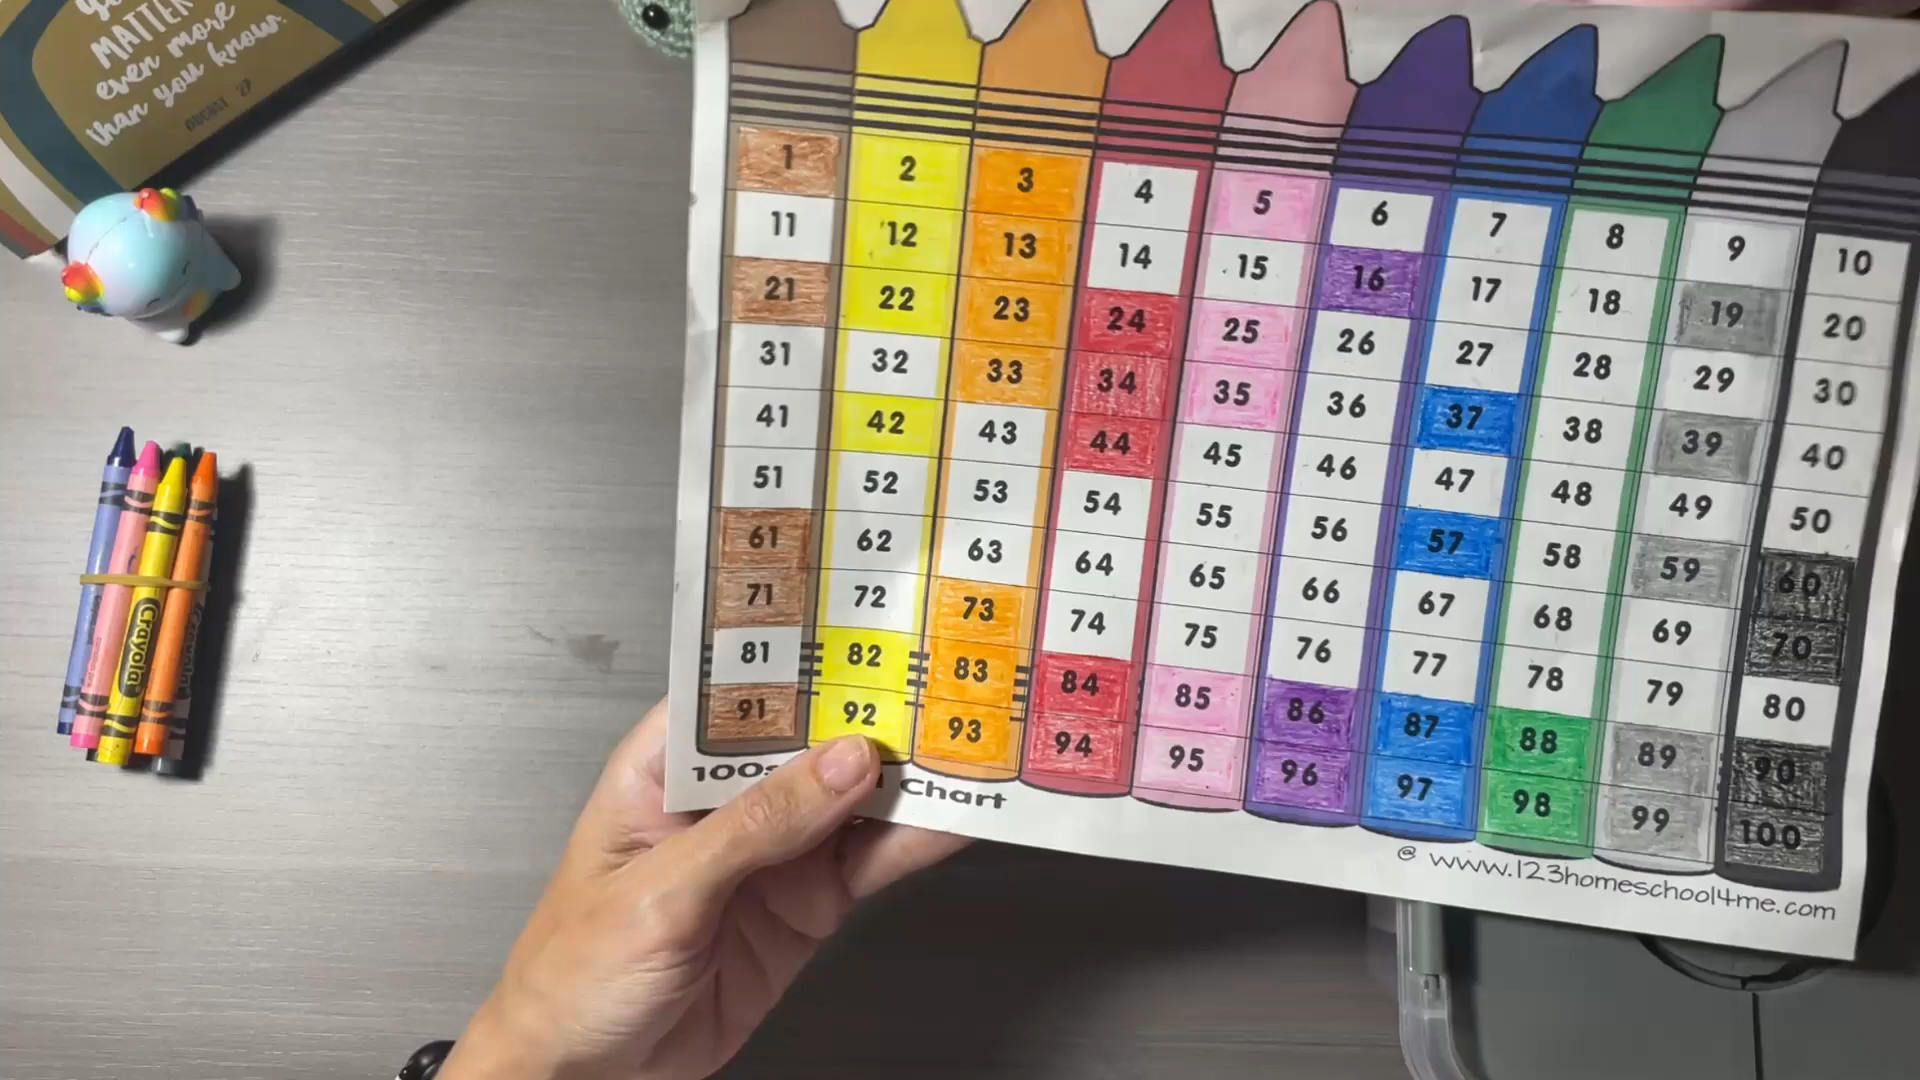 MATTER
even more
than you know.
AUGUST 27
1 2 3 4 5 6 7 8 9 10
11 12 13 14 15 16 17 18 19 20
21 22 23 24 25 26 27 28 29 30
31 32 33 34 35 36 37 38 39 40
41 42 43 44 45 46 47 48 49 50
51 52 53 54 55 56 57 58 59 60
61 62 63 64 65 66 67 68 69 70
71 72 73 74 75 76 77 78 79 80
81 82 83 84 85 86 87 88 89 90
91 92 93 94 95 96 97 98 99 100
Chart
@ www.123homeschool4me.com
Crayola